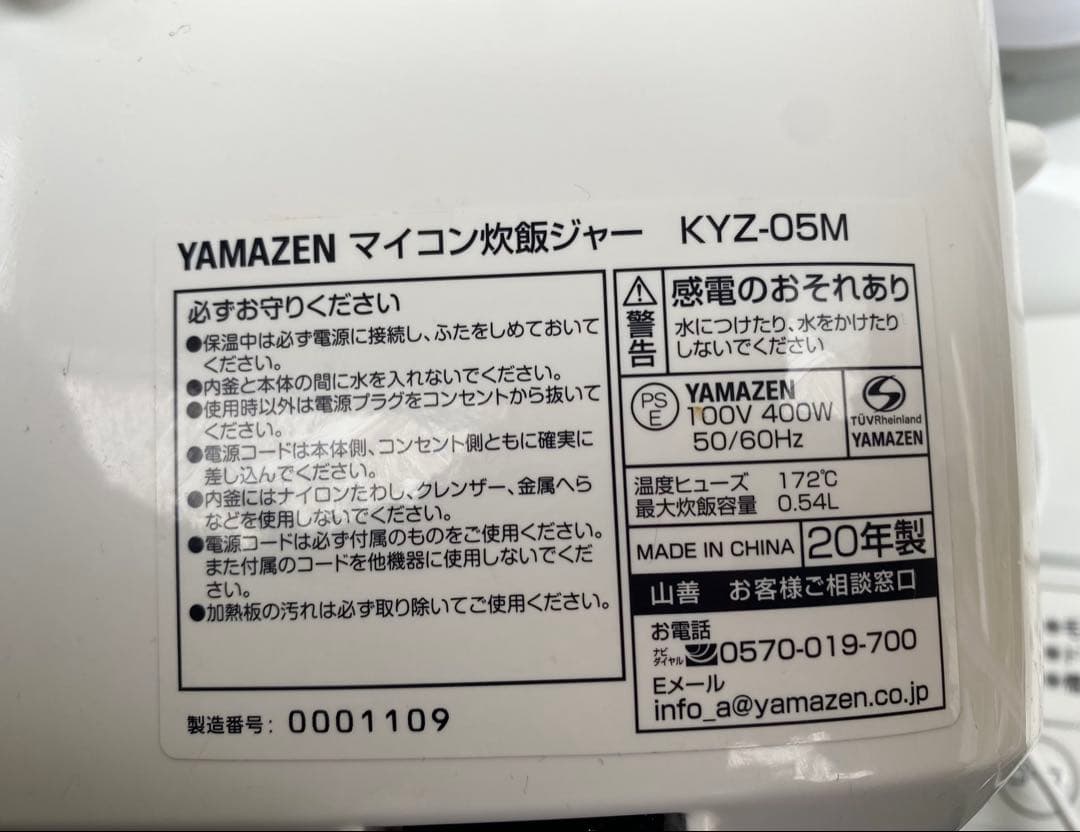 YAMAZEN マイコン炊飯ジャー KYZ-05M
必ずお守りください
●保温中は必ず電源に接続し、ふたをしめておいて
ください。
●内釜と本体の間に水を入れないでください。
●使用時以外は電源プラグをコンセントから抜いて
ください。
●電源コードは本体側、コンセント側ともに確実に
差し込んでください。
●内釜にはナイロンたわし、クレンザー、金属へら
などを使用しないでください。
●電源コードは必ず付属のものをご使用ください。
また付属のコードを他機器に使用しないでくだ
さい。
●加熱板の汚れは必ず取り除いてご使用ください。
製造番号: 0001109
警告
感電のおそれあり
水につけたり、水をかけたり
しないでください
PS
E
YAMAZEN
100V 400W
50/60Hz
TÜVRheinland
YAMAZEN
温度ヒューズ 172℃
最大炊飯容量 0.54L
MADE IN CHINA
20年製
山善 お客様ご相談窓口
お電話
ナビ
ダイヤル
0570-019-700
Eメール
info_a@yamazen.co.jp